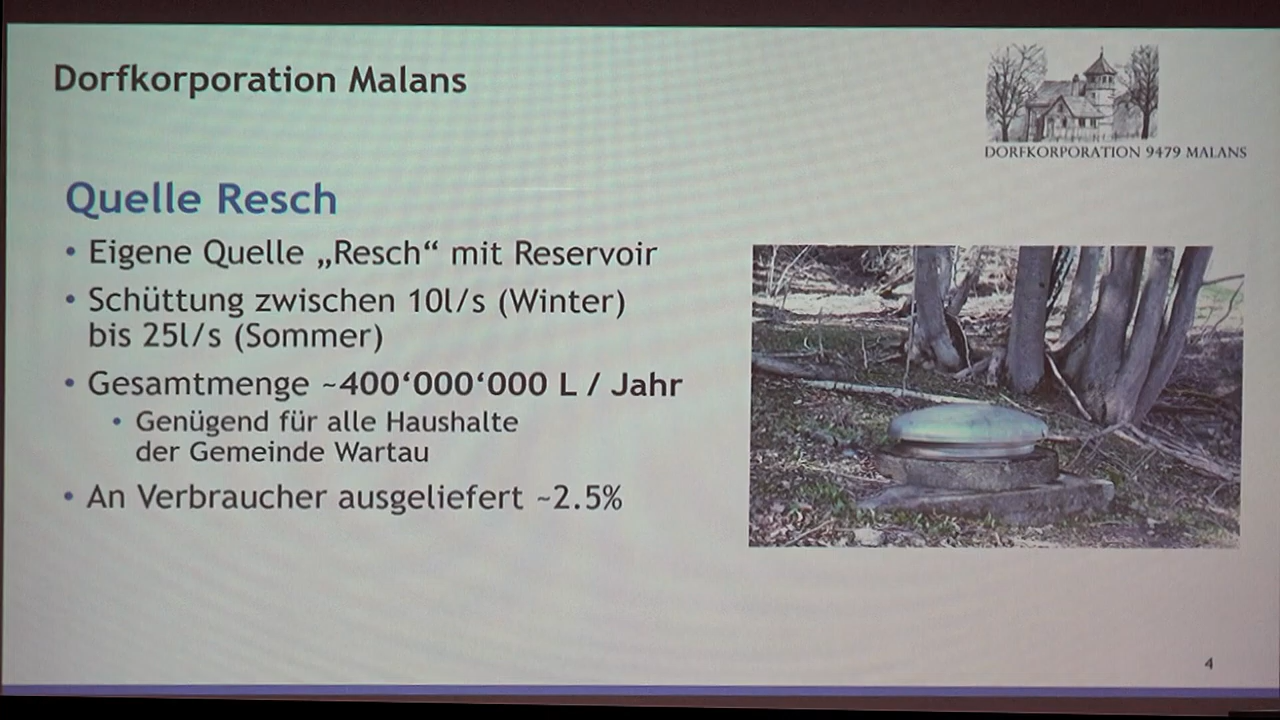 Dorfkorporation Malans
DORFKORPORATION 9479 MALANS
Quelle Resch
• Eigene Quelle „Resch“ mit Reservoir
• Schüttung zwischen 10l/s (Winter)
bis 25l/s (Sommer)
• Gesamtmenge ~400‘000‘000 L / Jahr
• Genügend für alle Haushalte
der Gemeinde Wartau
• An Verbraucher ausgeliefert ~2.5%
4